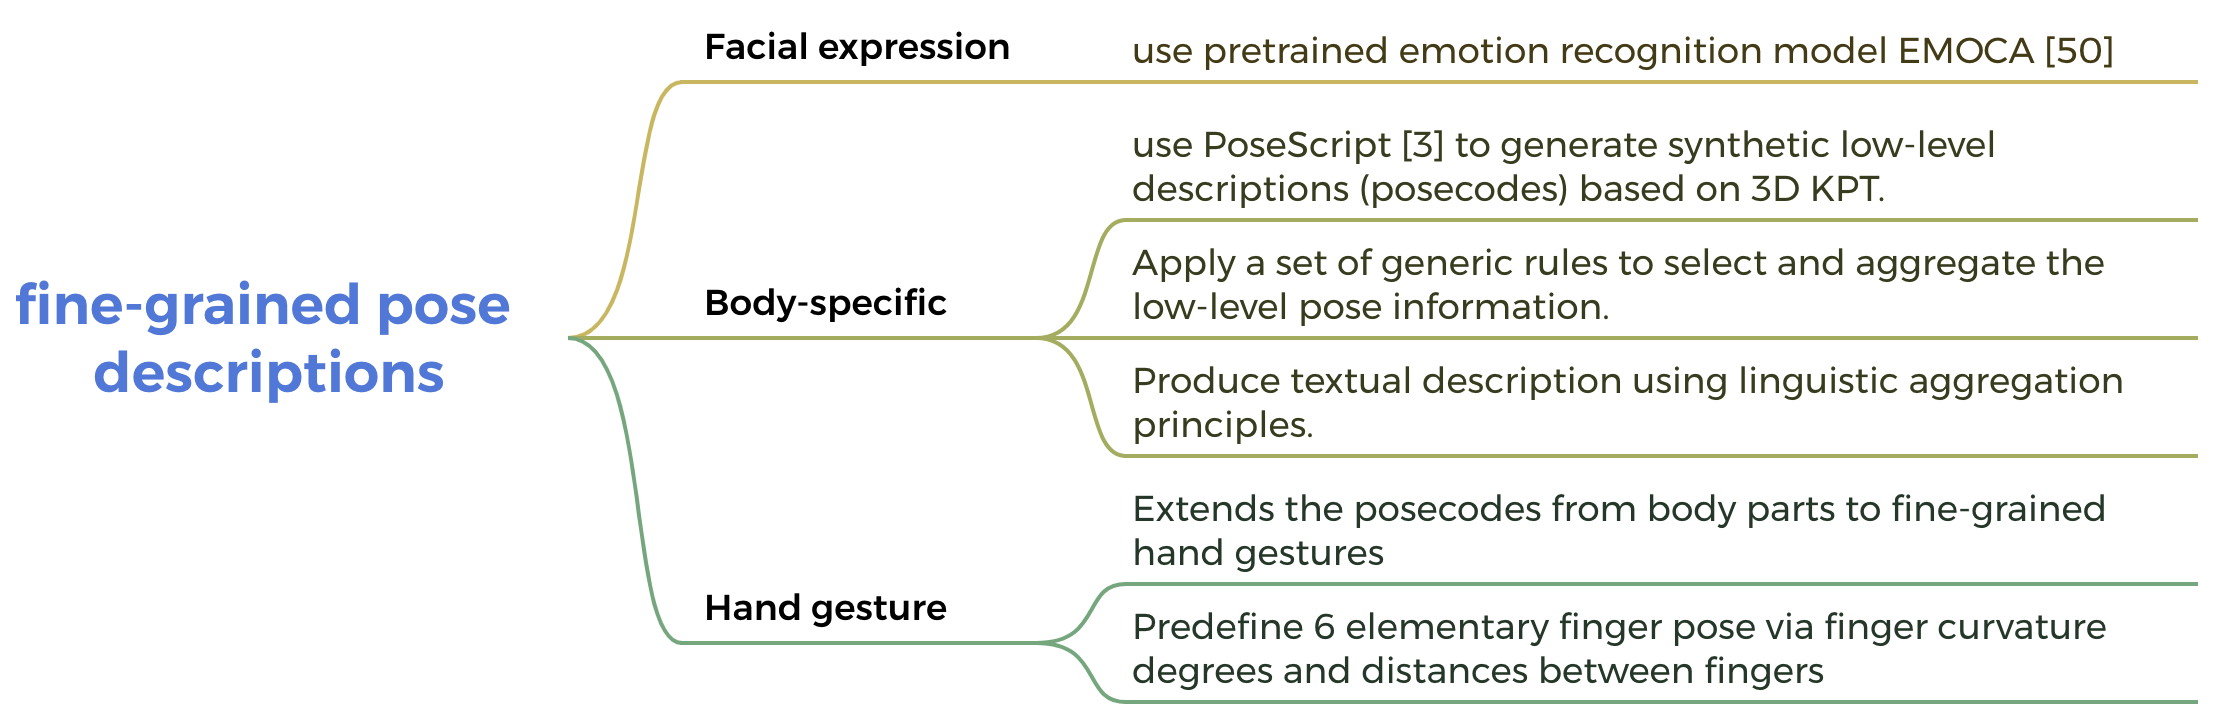 fine-grained pose
descriptions
Facial expression
use pretrained emotion recognition model EMOCA [50]
Body-specific
use PoseScript [3] to generate synthetic low-level
descriptions (posecodes) based on 3D KPT.
Apply a set of generic rules to select and aggregate the
low-level pose information.
Produce textual description using linguistic aggregation
principles.
Hand gesture
Extends the posecodes from body parts to fine-grained
hand gestures
Predefine 6 elementary finger pose via finger curvature
degrees and distances between fingers